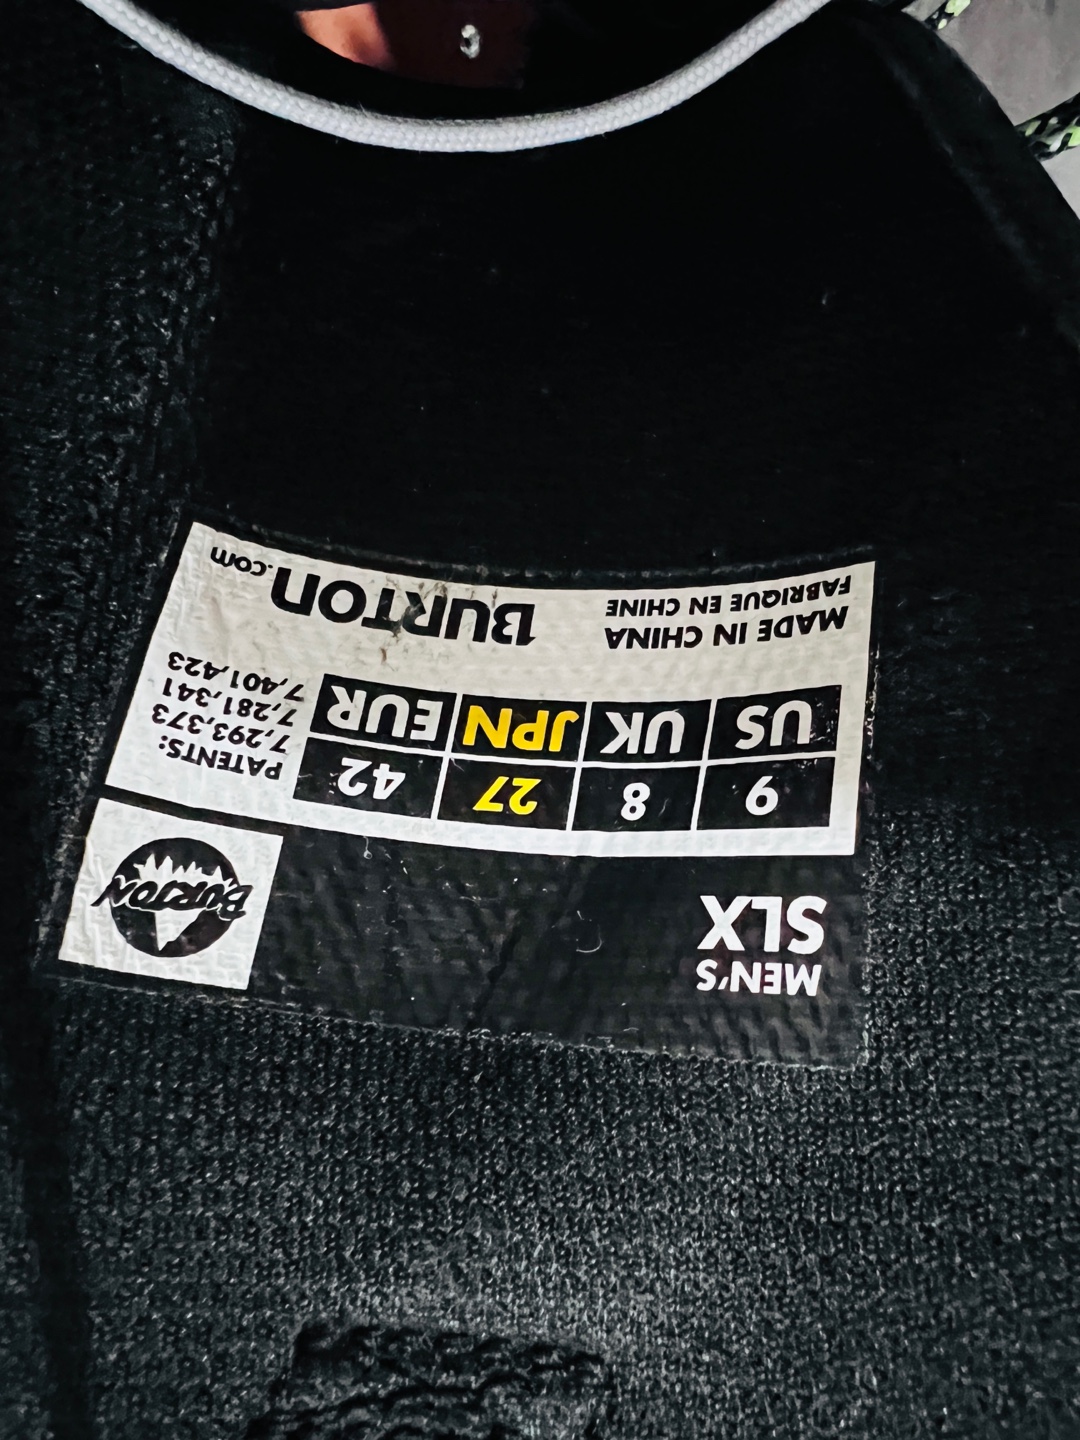 MEN'S
SLX
BURTON
US UK JPN EUR
9 8 27 42
PATENTS:
7,293,373
7,281,341
7,401,423
MADE IN CHINA
FABRIQUE EN CHINE
BURTON.com